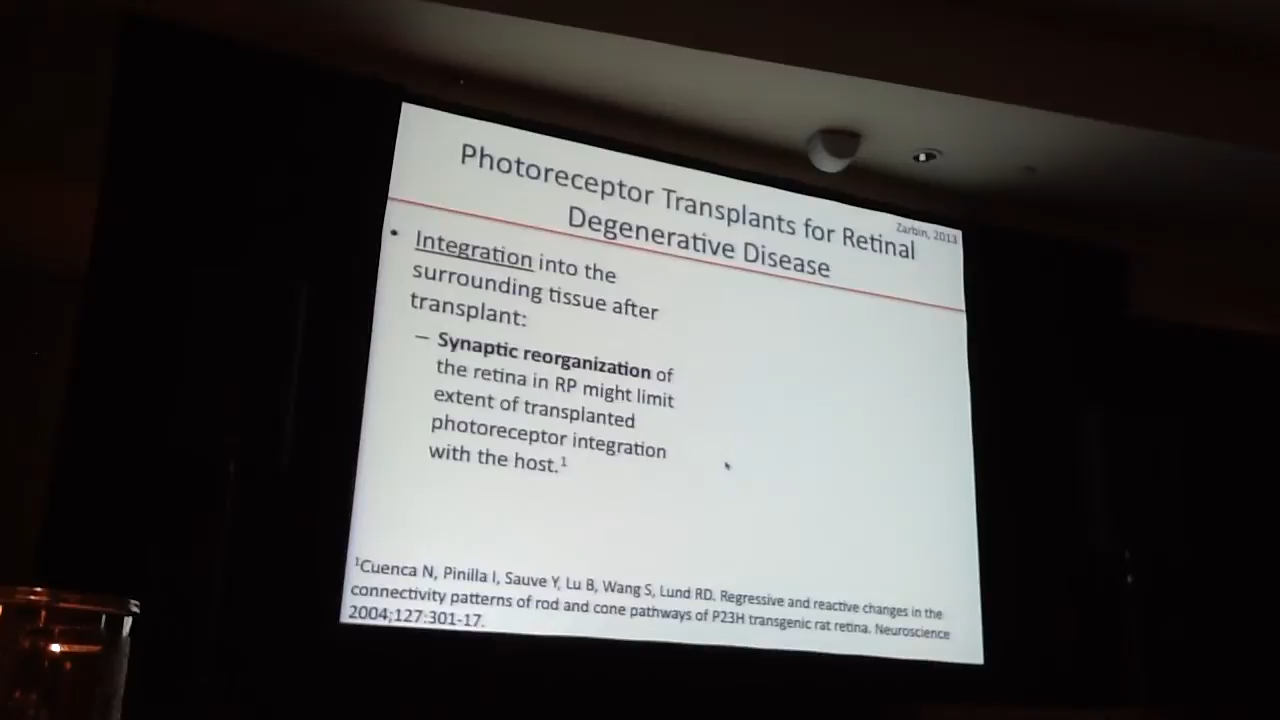 Photoreceptor Transplants for Retinal
Degenerative Disease
Zarbin, 2013
• Integration into the
surrounding tissue after
transplant:
– Synaptic reorganization of
the retina in RP might limit
extent of transplanted
photoreceptor integration
with the host.¹
¹Cuenca N, Pinilla I, Sauve Y, Lu B, Wang S, Lund RD. Regressive and reactive changes in the
connectivity patterns of rod and cone pathways of P23H transgenic rat retina. Neuroscience
2004;127:301-17.